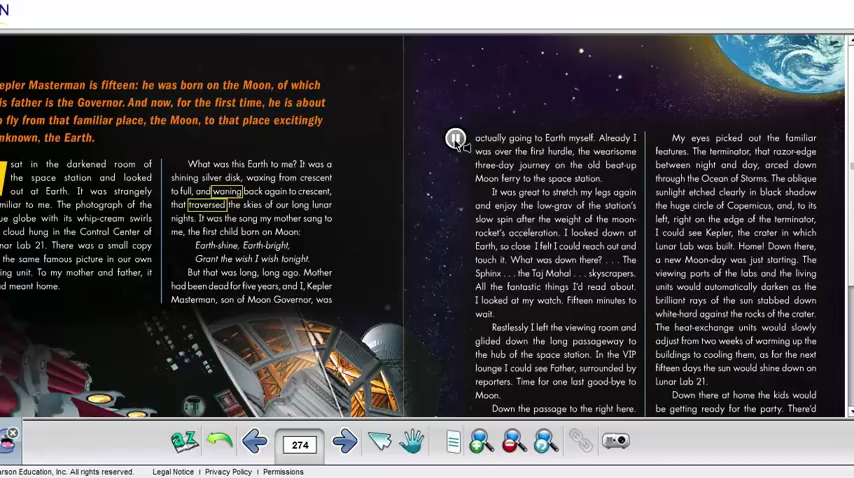 N
epler Masterman is fifteen: he was born on the Moon, of which
is father is the Governor. And now, for the first time, he is about
o fly from that familiar place, the Moon, to that place excitingly
nknown, the Earth.
sat in the darkened room of
the space station and looked
out at Earth. It was strangely
miliar to me. The photograph of the
ue globe with its whip-cream swirls
cloud hung in the Control Center of
nar Lab 21. There was a small copy
the same famous picture in our own
ing unit. To my mother and father, it
ad meant home.
What was this Earth to me? It was a
shining silver disk, waxing from crescent
to full, and waning back again to crescent,
that traversed the skies of our long lunar
nights. It was the song my mother sang to
me, the first child born on Moon:
Earth-shine, Earth-bright,
Grant the wish I wish tonight.
But that was long, long ago. Mother
had been dead for five years, and I, Kepler
Masterman, son of Moon Governor, was
actually going to Earth myself. Already I
was over the first hurdle, the wearisome
three-day journey on the old beat-up
Moon ferry to the space station.
It was great to stretch my legs again
and enjoy the low-grav of the station's
slow spin after the weight of the moon-
rocket's acceleration. I looked down at
Earth, so close I felt I could reach out and
touch it. What was down there? . . . The
Sphinx . . . the Taj Mahal . . . skyscrapers.
All the fantastic things I'd read about.
I looked at my watch. Fifteen minutes to
wait.
Restlessly I left the viewing room and
glided down the long passageway to
the hub of the space station. In the VIP
lounge I could see Father, surrounded by
reporters. Time for one last good-bye to
Moon.
Down the passage to the right here.
My eyes picked out the familiar
features. The terminator, that razor-edge
between night and day, arced down
through the Ocean of Storms. The oblique
sunlight etched clearly in black shadow
the huge circle of Copernicus, and, to its
left, right on the edge of the terminator,
I could see Kepler, the crater in which
Lunar Lab was built. Home! Down there,
a new Moon-day was just starting. The
viewing ports of the labs and the living
units would automatically darken as the
brilliant rays of the sun stabbed down
white-hard against the rocks of the crater.
The heat-exchange units would slowly
adjust from two weeks of warming up the
buildings to cooling them, as for the next
fifteen days the sun would shine down on
Lunar Lab 21.
Down there at home the kids would
be getting ready for the party. There'd
a z
274
arson Education, Inc. All rights reserved. Legal Notice | Privacy Policy | Permissions